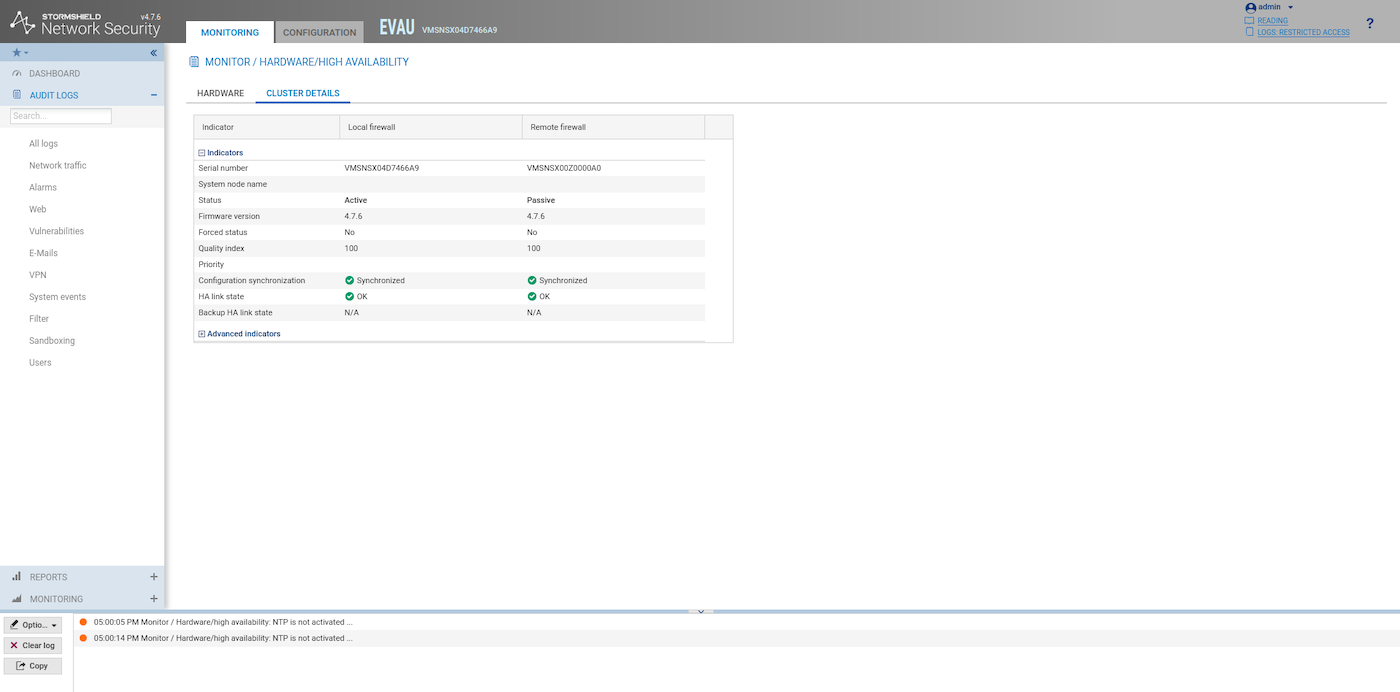 STORMSHIELD v4.7.6
Network Security
MONITORING CONFIGURATION EVAU VMSNSX04D7466A9
admin
READING
LOGS: RESTRICTED ACCESS
?
DASHBOARD
AUDIT LOGS
Search...
All logs
Network traffic
Alarms
Web
Vulnerabilities
E-Mails
VPN
System events
Filter
Sandboxing
Users
REPORTS
MONITORING
MONITOR / HARDWARE/HIGH AVAILABILITY
HARDWARE CLUSTER DETAILS
Indicator Local firewall Remote firewall
Indicators
Serial number VMSNSX04D7466A9 VMSNSX00Z0000A0
System node name
Status Active Passive
Firmware version 4.7.6 4.7.6
Forced status No No
Quality index 100 100
Priority
Configuration synchronization Synchronized Synchronized
HA link state OK OK
Backup HA link state N/A N/A
Advanced indicators
Optio...
Clear log
Copy
05:00:05 PM Monitor / Hardware/high availability: NTP is not activated ...
05:00:14 PM Monitor / Hardware/high availability: NTP is not activated ...